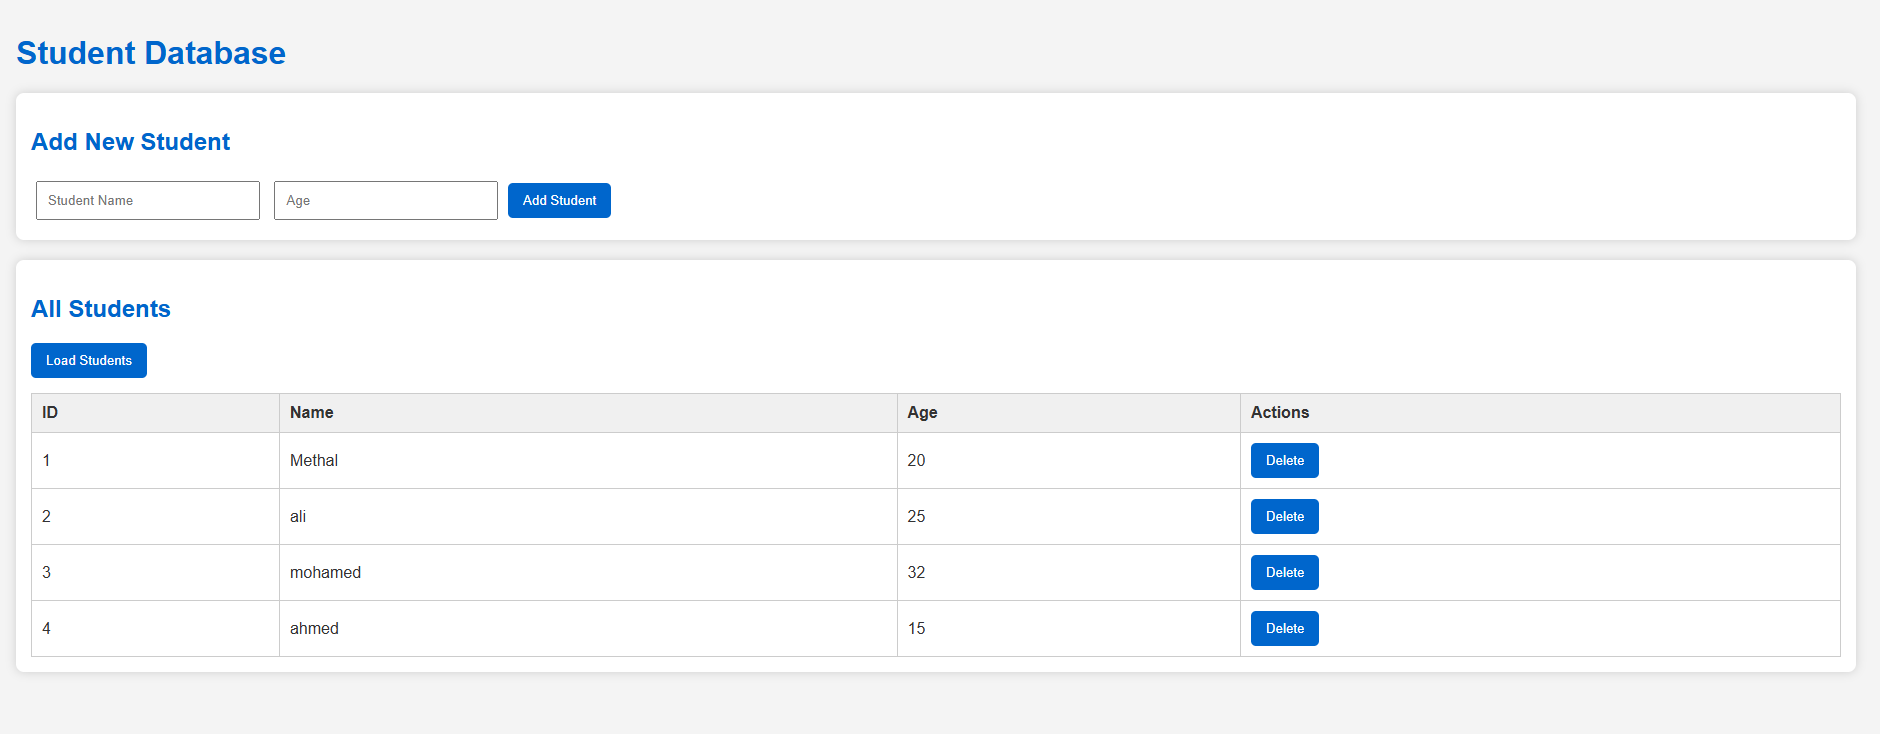 Student Database
Add New Student
Student Name Age Add Student
All Students
Load Students
ID Name Age Actions
1 Methal 20 Delete
2 ali 25 Delete
3 mohamed 32 Delete
4 ahmed 15 Delete